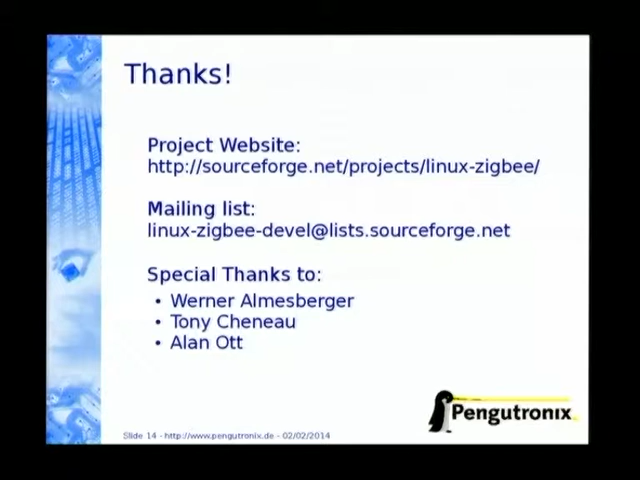 Thanks!
Project Website:
http://sourceforge.net/projects/linux-zigbee/
Mailing list:
linux-zigbee-devel@lists.sourceforge.net
Special Thanks to:
• Werner Almesberger
• Tony Cheneau
• Alan Ott
Pengutronix
Slide 14 - http://www.pengutronix.de - 02/02/2014